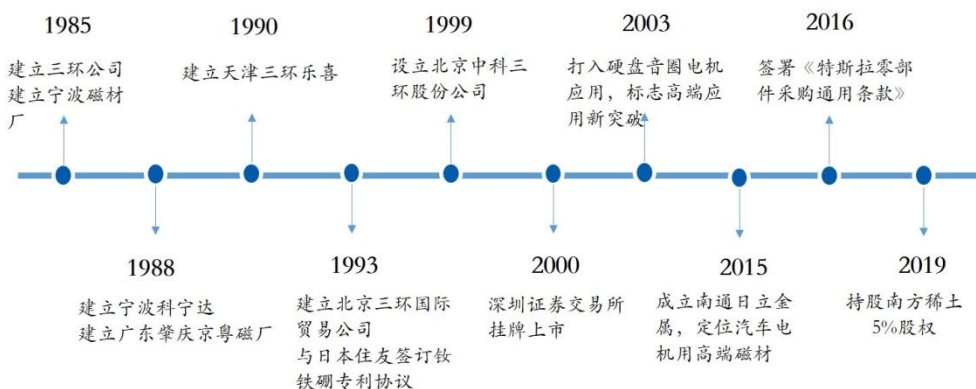 1985
建立三环公司
建立宁波磁材
厂
1990
建立天津三环乐喜
1999
设立北京中科三
环股份公司
2003
打入硬盘音圈电机
应用，标志高端应
用新突破
2016
签署《特斯拉零部
件采购通用条款》
1988
建立宁波科宁达
建立广东肇庆京粤磁厂
1993
建立北京三环国际
贸易公司
与日本住友签订钕
铁硼专利协议
2000
深圳证券交易所
挂牌上市
2015
成立南通日立金
属，定位汽车电
机用高端磁材
2019
持股南方稀土
5%股权